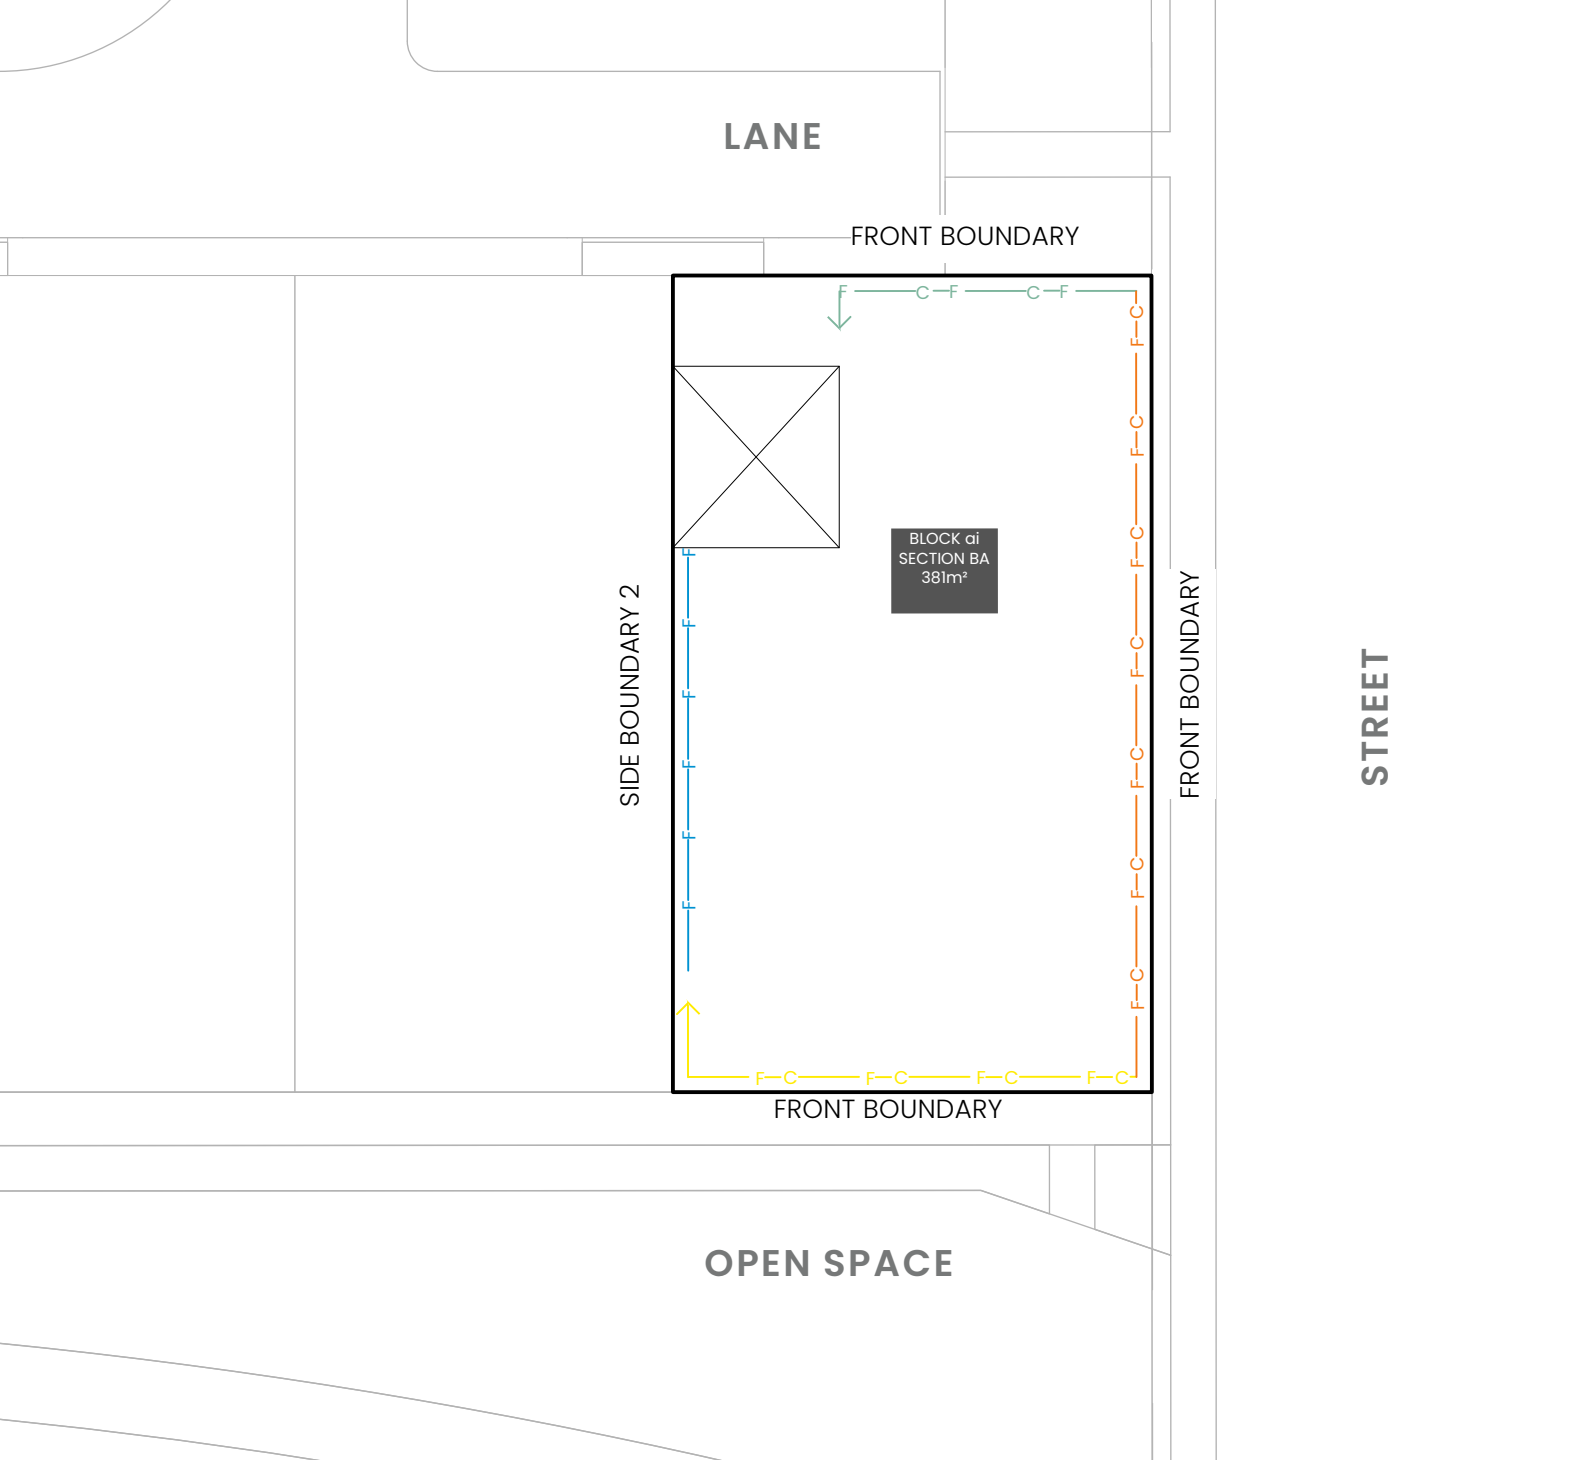 LANE
FRONT BOUNDARY
F C F C F
C F C F C F C F C F C F C F
BLOCK ai
SECTION BA
381m²
F F F F F F
SIDE BOUNDARY 2
FRONT BOUNDARY
STREET
F C F C F C F C
FRONT BOUNDARY
OPEN SPACE